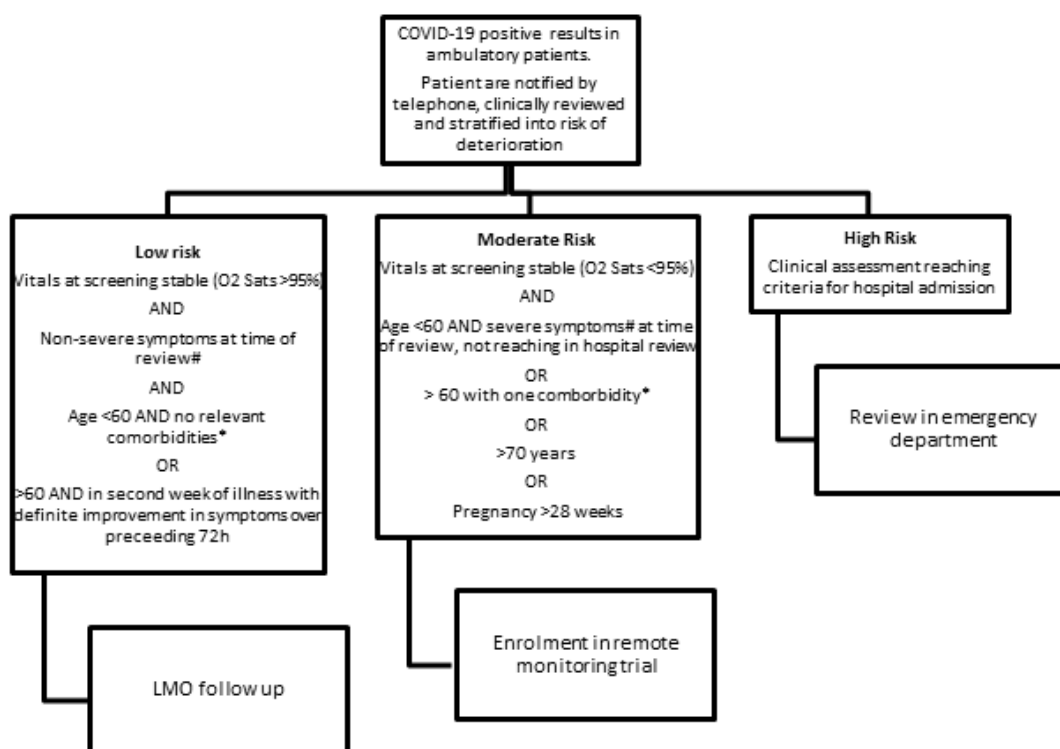 COVID-19 positive results in
ambulatory patients.
Patient are notified by
telephone, clinically reviewed
and stratified into risk of
deterioration
Low risk
Vitals at screening stable (O2 Sats >95%)
AND
Non-severe symptoms at time of
review#
AND
Age <60 AND no relevant
comorbidities*
OR
>60 AND in second week of illness with
definite improvement in symptoms over
preceeding 72h
LMO follow up
Moderate Risk
Vitals at screening stable (O2 Sats <95%)
AND
Age <60 AND severe symptoms# at time
of review, not reaching in hospital review
OR
> 60 with one comborbidity*
OR
>70 years
OR
Pregnancy >28 weeks
Enrolment in remote
monitoring trial
High Risk
Clinical assessment reaching
criteria for hospital admission
Review in emergency
department